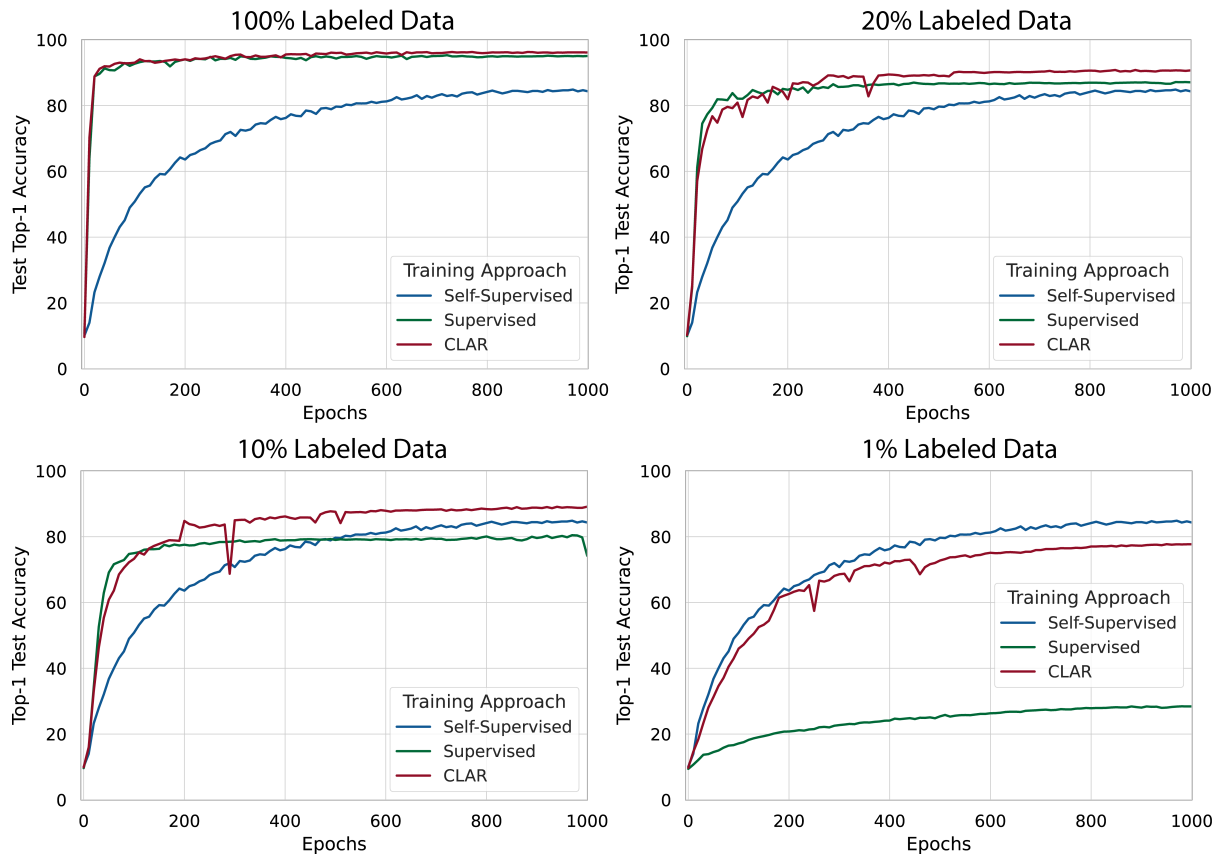 100% Labeled Data
Test Top-1 Accuracy
100
80
60
40
20
0
0 200 400 600 800 1000
Epochs
Training Approach
Self-Supervised
Supervised
CLAR
20% Labeled Data
Top-1 Test Accuracy
100
80
60
40
20
0
0 200 400 600 800 1000
Epochs
Training Approach
Self-Supervised
Supervised
CLAR
10% Labeled Data
Top-1 Test Accuracy
100
80
60
40
20
0
0 200 400 600 800 1000
Epochs
Training Approach
Self-Supervised
Supervised
CLAR
1% Labeled Data
Top-1 Test Accuracy
100
80
60
40
20
0
0 200 400 600 800 1000
Epochs
Training Approach
Self-Supervised
Supervised
CLAR